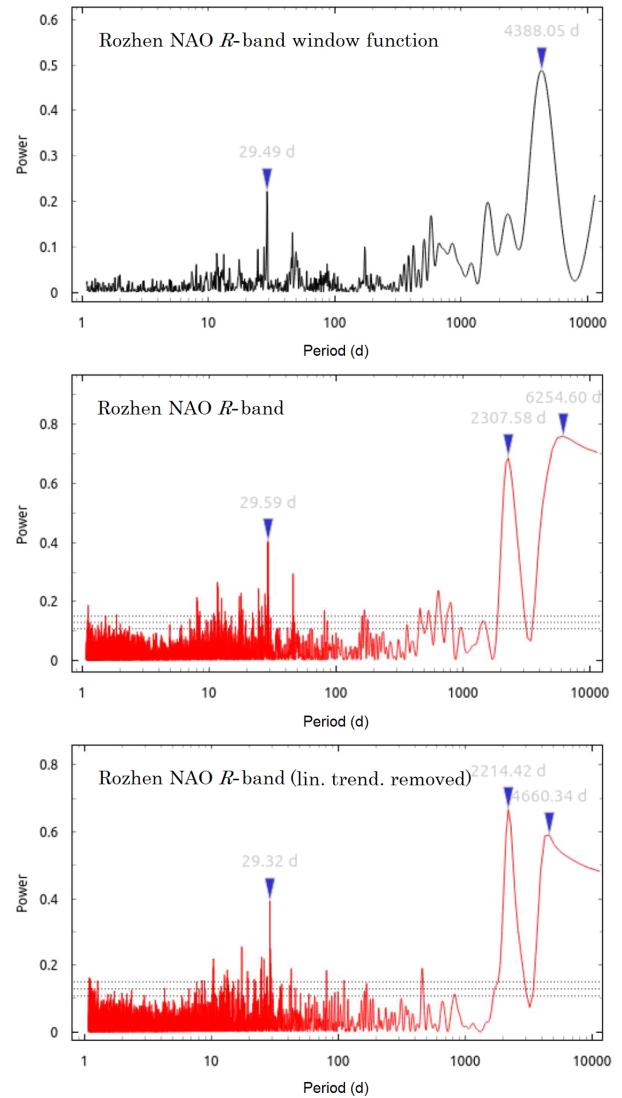 0.6
Rozhen NAO R-band window function
4388.05 d
0.5
0.4
Power
0.3
29.49 d
0.2
0.1
0
1 10 100 1000 10000
Period (d)
6254.60 d
Rozhen NAO R-band
2307.58 d
0.8
0.6
Power
29.59 d
0.4
0.2
0
1 10 100 1000 10000
Period (d)
0.8
Rozhen NAO R-band (lin. trend. removed)
2214.42 d
4660.34 d
0.6
Power
29.32 d
0.4
0.2
0
1 10 100 1000 10000
Period (d)